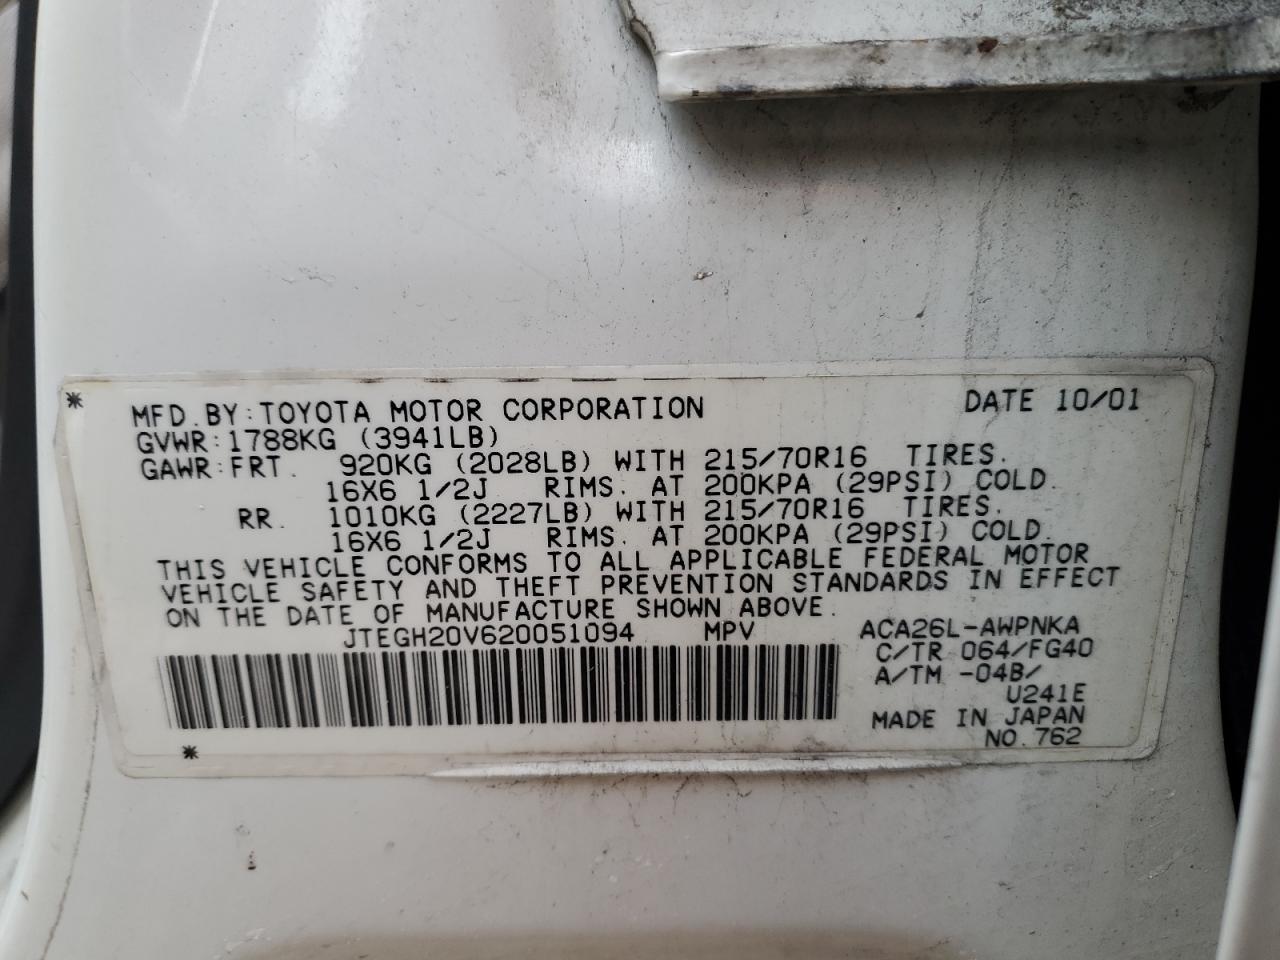 * MFD. BY: TOYOTA MOTOR CORPORATION DATE 10/01
GVWR: 1788KG (3941LB)
GAWR: FRT. 920KG (2028LB) WITH 215/70R16 TIRES.
16X6 1/2J RIMS. AT 200KPA (29PSI) COLD.
RR. 1010KG (2227LB) WITH 215/70R16 TIRES.
16X6 1/2J RIMS. AT 200KPA (29PSI) COLD.
THIS VEHICLE CONFORMS TO ALL APPLICABLE FEDERAL MOTOR
VEHICLE SAFETY AND THEFT PREVENTION STANDARDS IN EFFECT
ON THE DATE OF MANUFACTURE SHOWN ABOVE.
JTEGH20V620051094 MPV ACA26L-AWPNKA
C/TR 064/FG40
A/TM -04B/
U241E
MADE IN JAPAN
* NO. 762